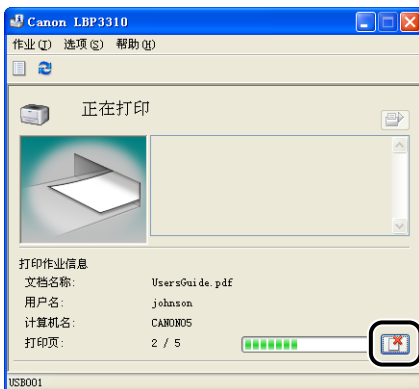 Canon LBP3310
作业(J) 选项(S) 帮助(H)
正在打印
打印作业信息
文档名称: UsersGuide.pdf
用户名: johnson
计算机名: CANON05
打印页: 2 / 5
USB001